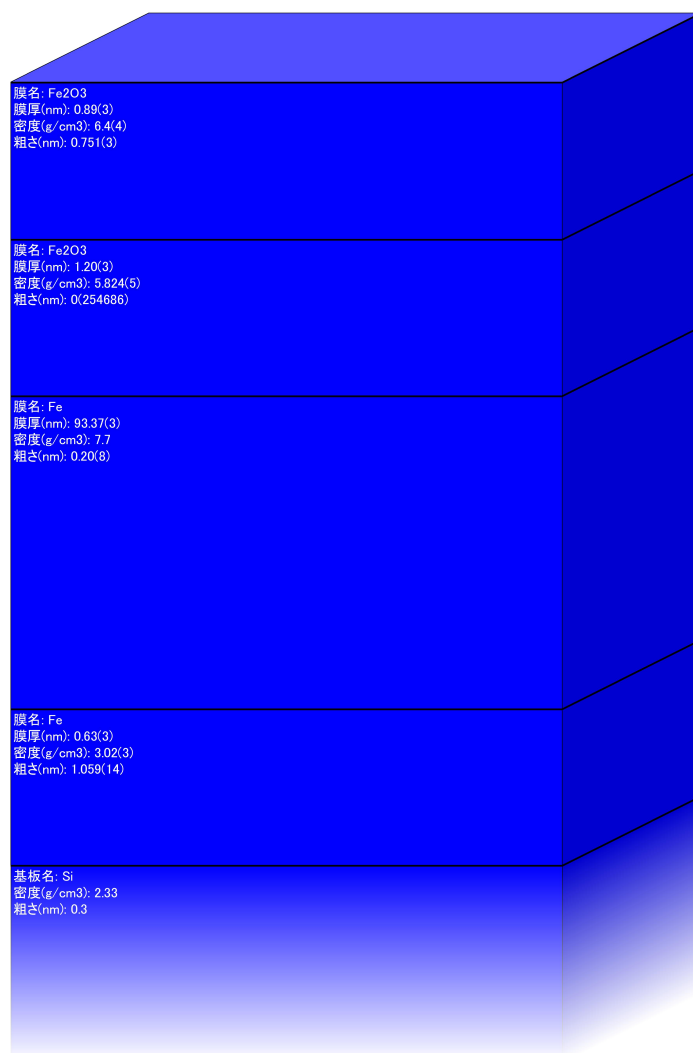 膜名: Fe2O3
膜厚(nm): 0.89(3)
密度(g/cm3): 6.4(4)
粗さ(nm): 0.751(3)
膜名: Fe2O3
膜厚(nm): 1.20(3)
密度(g/cm3): 5.824(5)
粗さ(nm): 0(254686)
膜名: Fe
膜厚(nm): 93.37(3)
密度(g/cm3): 7.7
粗さ(nm): 0.20(8)
膜名: Fe
膜厚(nm): 0.63(3)
密度(g/cm3): 3.02(3)
粗さ(nm): 1.059(14)
基板名: Si
密度(g/cm3): 2.33
粗さ(nm): 0.3